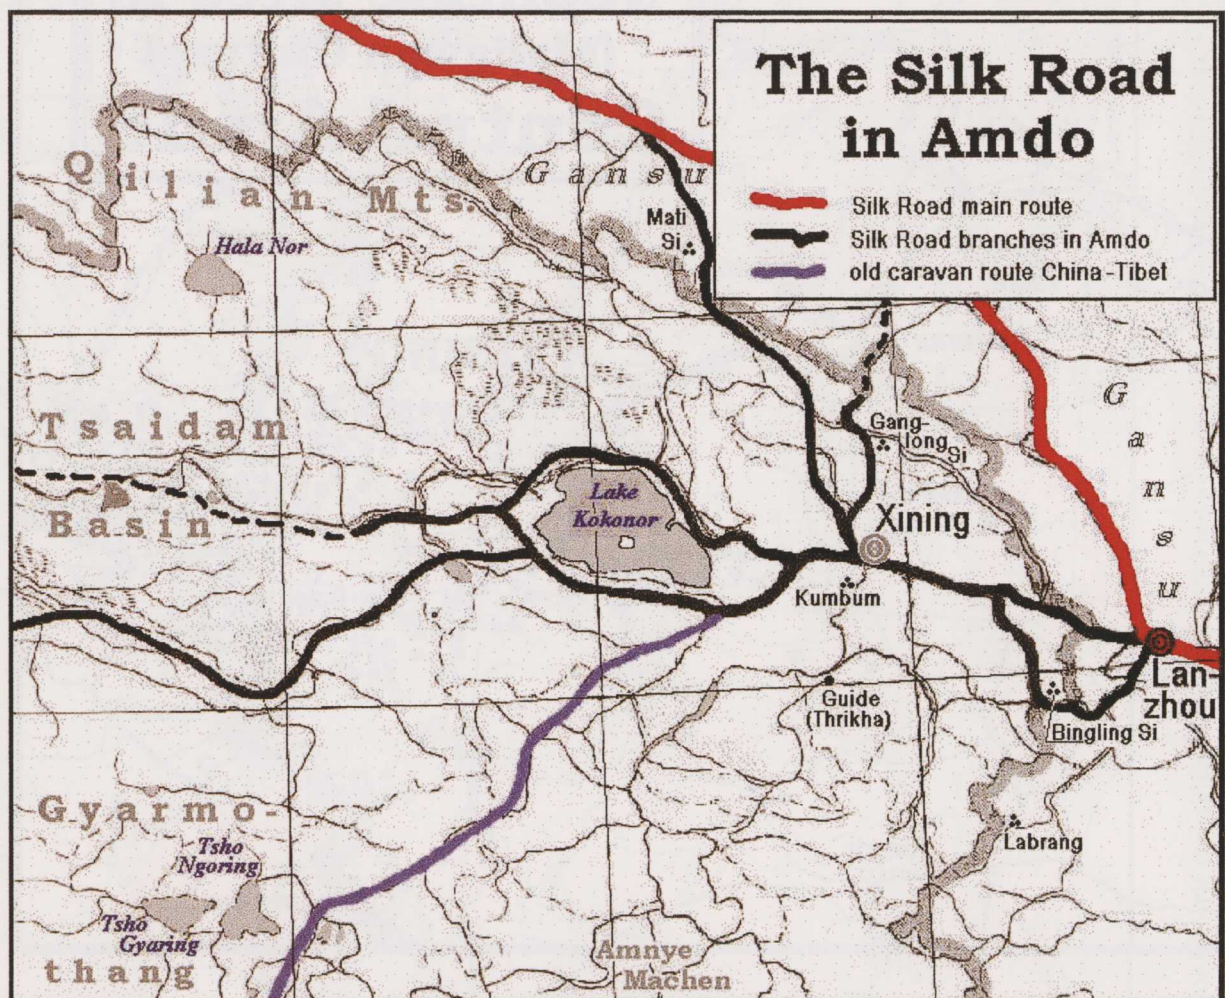 The Silk Road
in Amdo
Silk Road main route
Silk Road branches in Amdo
old caravan route China-Tibet
Gansu
Qilian Mts.
Mati
Si
Hala Nor
Gansu
Tsaidam
Basin
Gang-
long
Si
Lake
Kokonor
Xining
Kumbum
Lan-
zhou
Guide
(Thrikha)
Bingling Si
Gyarmo-
thang
Tsho
Ngoring
Labrang
Tsho
Gyaring
Amnye
Machen